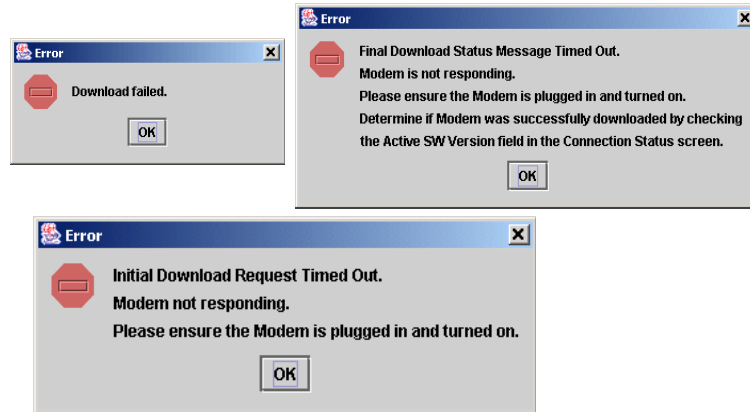 Error
Download failed.
OK
Error
Final Download Status Message Timed Out.
Modem is not responding.
Please ensure the Modem is plugged in and turned on.
Determine if Modem was successfully downloaded by checking
the Active SW Version field in the Connection Status screen.
OK
Error
Initial Download Request Timed Out.
Modem not responding.
Please ensure the Modem is plugged in and turned on.
OK